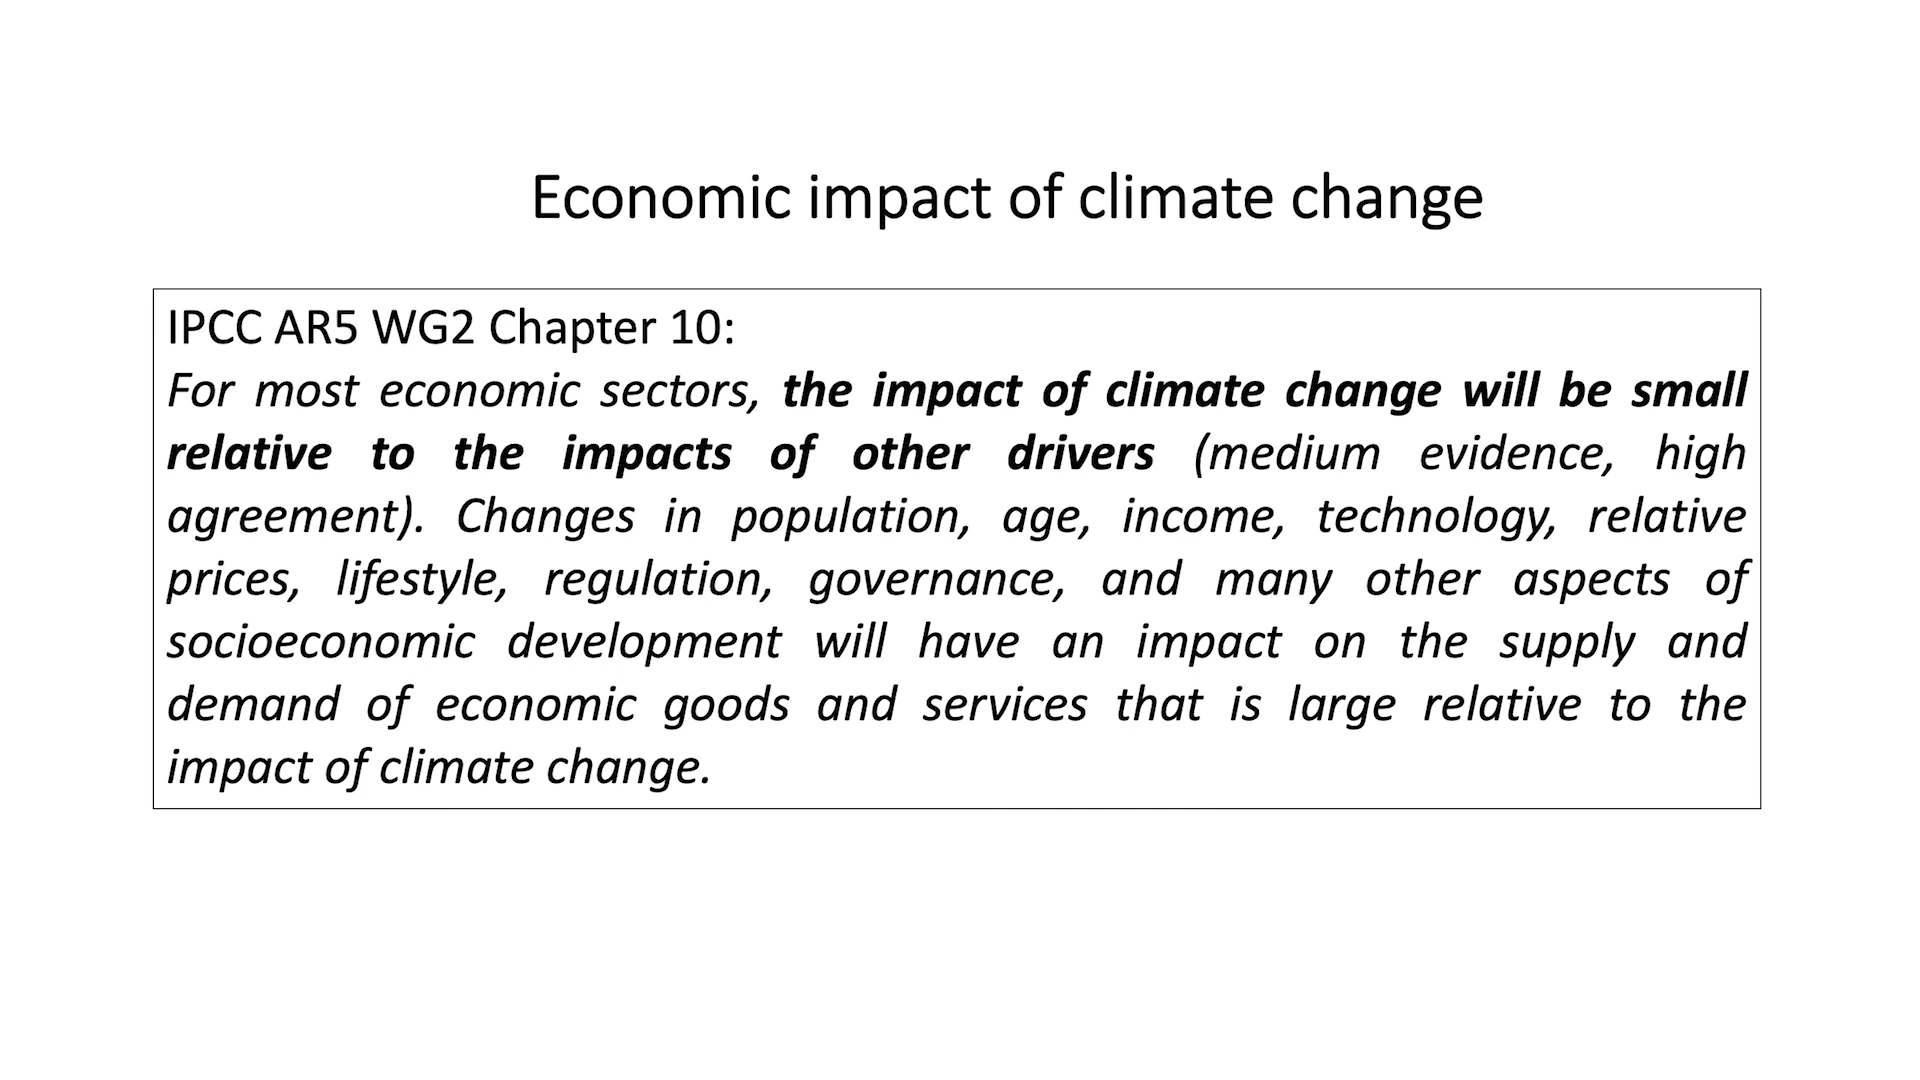 Economic impact of climate change
IPCC AR5 WG2 Chapter 10:
For most economic sectors, the impact of climate change will be small
relative to the impacts of other drivers (medium evidence, high
agreement). Changes in population, age, income, technology, relative
prices, lifestyle, regulation, governance, and many other aspects of
socioeconomic development will have an impact on the supply and
demand of economic goods and services that is large relative to the
impact of climate change.